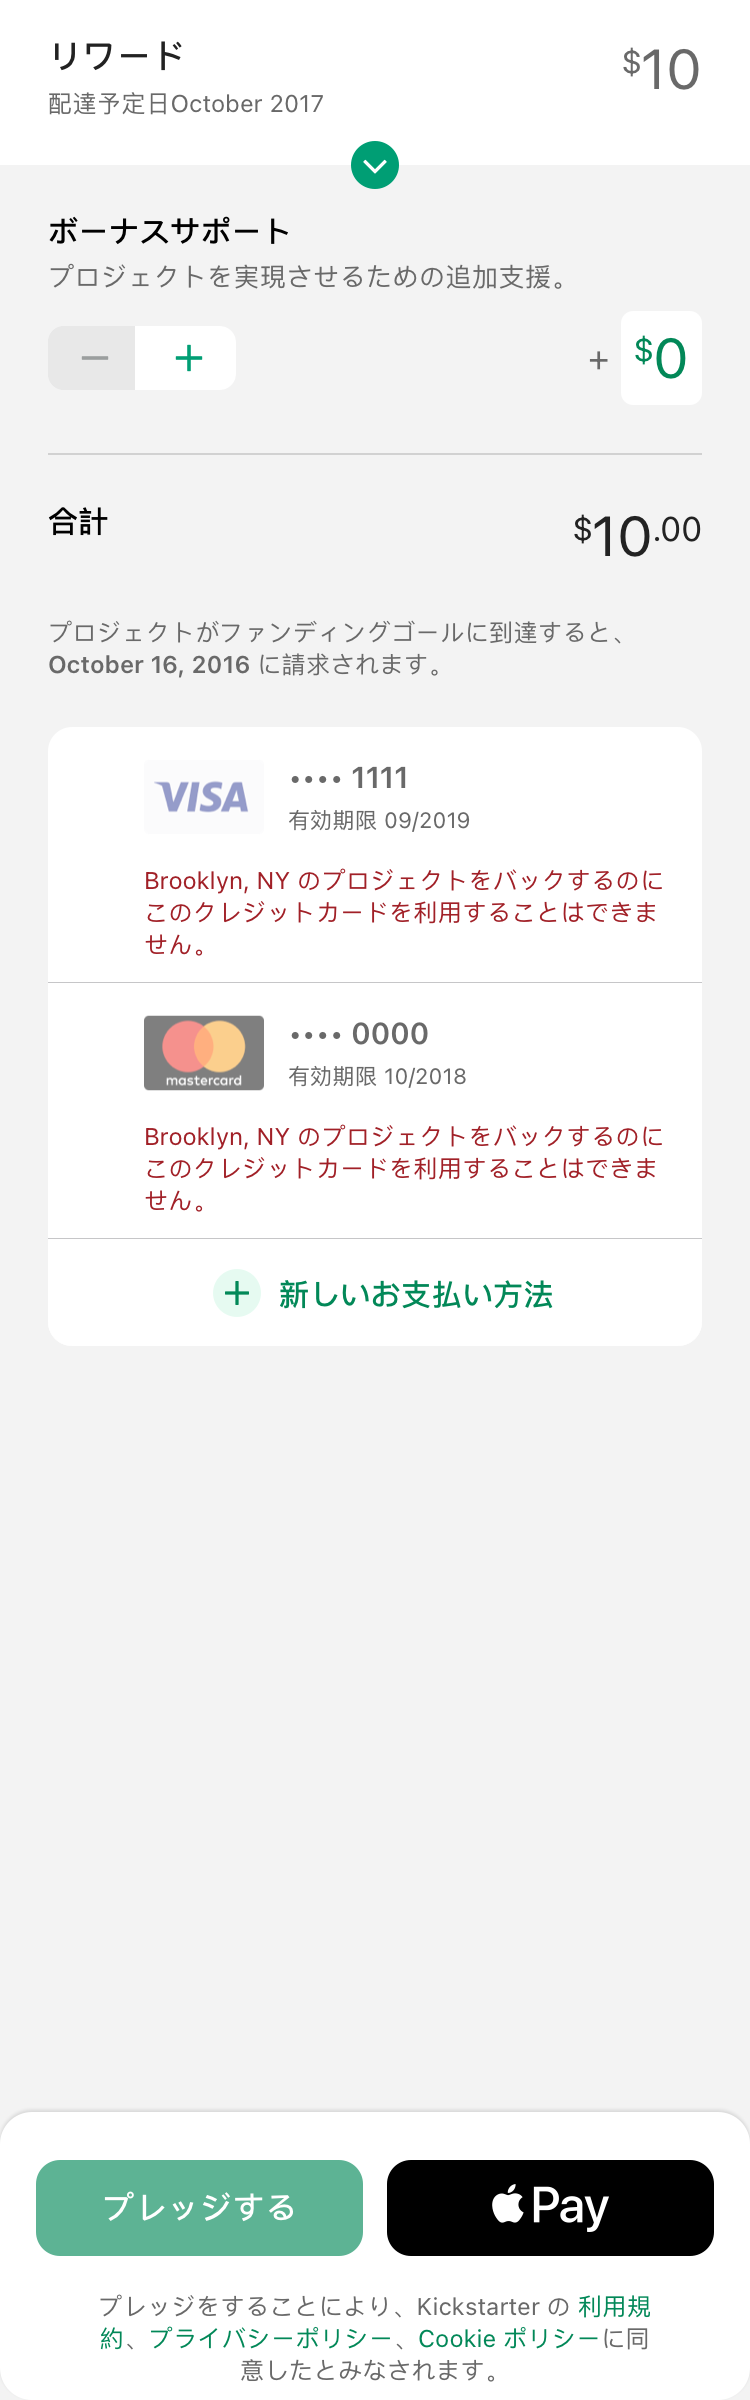 リワード
$10
配達予定日October 2017
ボーナスサポート
プロジェクトを実現させるための追加支援。
+ $0
合計
$10.00
プロジェクトがファンディングゴールに到達すると、
October 16, 2016 に請求されます。
VISA
•••• 1111
有効期限 09/2019
Brooklyn, NY のプロジェクトをバックするのに
このクレジットカードを利用することはできま
せん。
mastercard
•••• 0000
有効期限 10/2018
Brooklyn, NY のプロジェクトをバックするのに
このクレジットカードを利用することはできま
せん。
新しいお支払い方法
プレッジする
Pay
プレッジをすることにより、Kickstarter の 利用規
約、プライバシーポリシー、Cookie ポリシーに同
意したとみなされます。